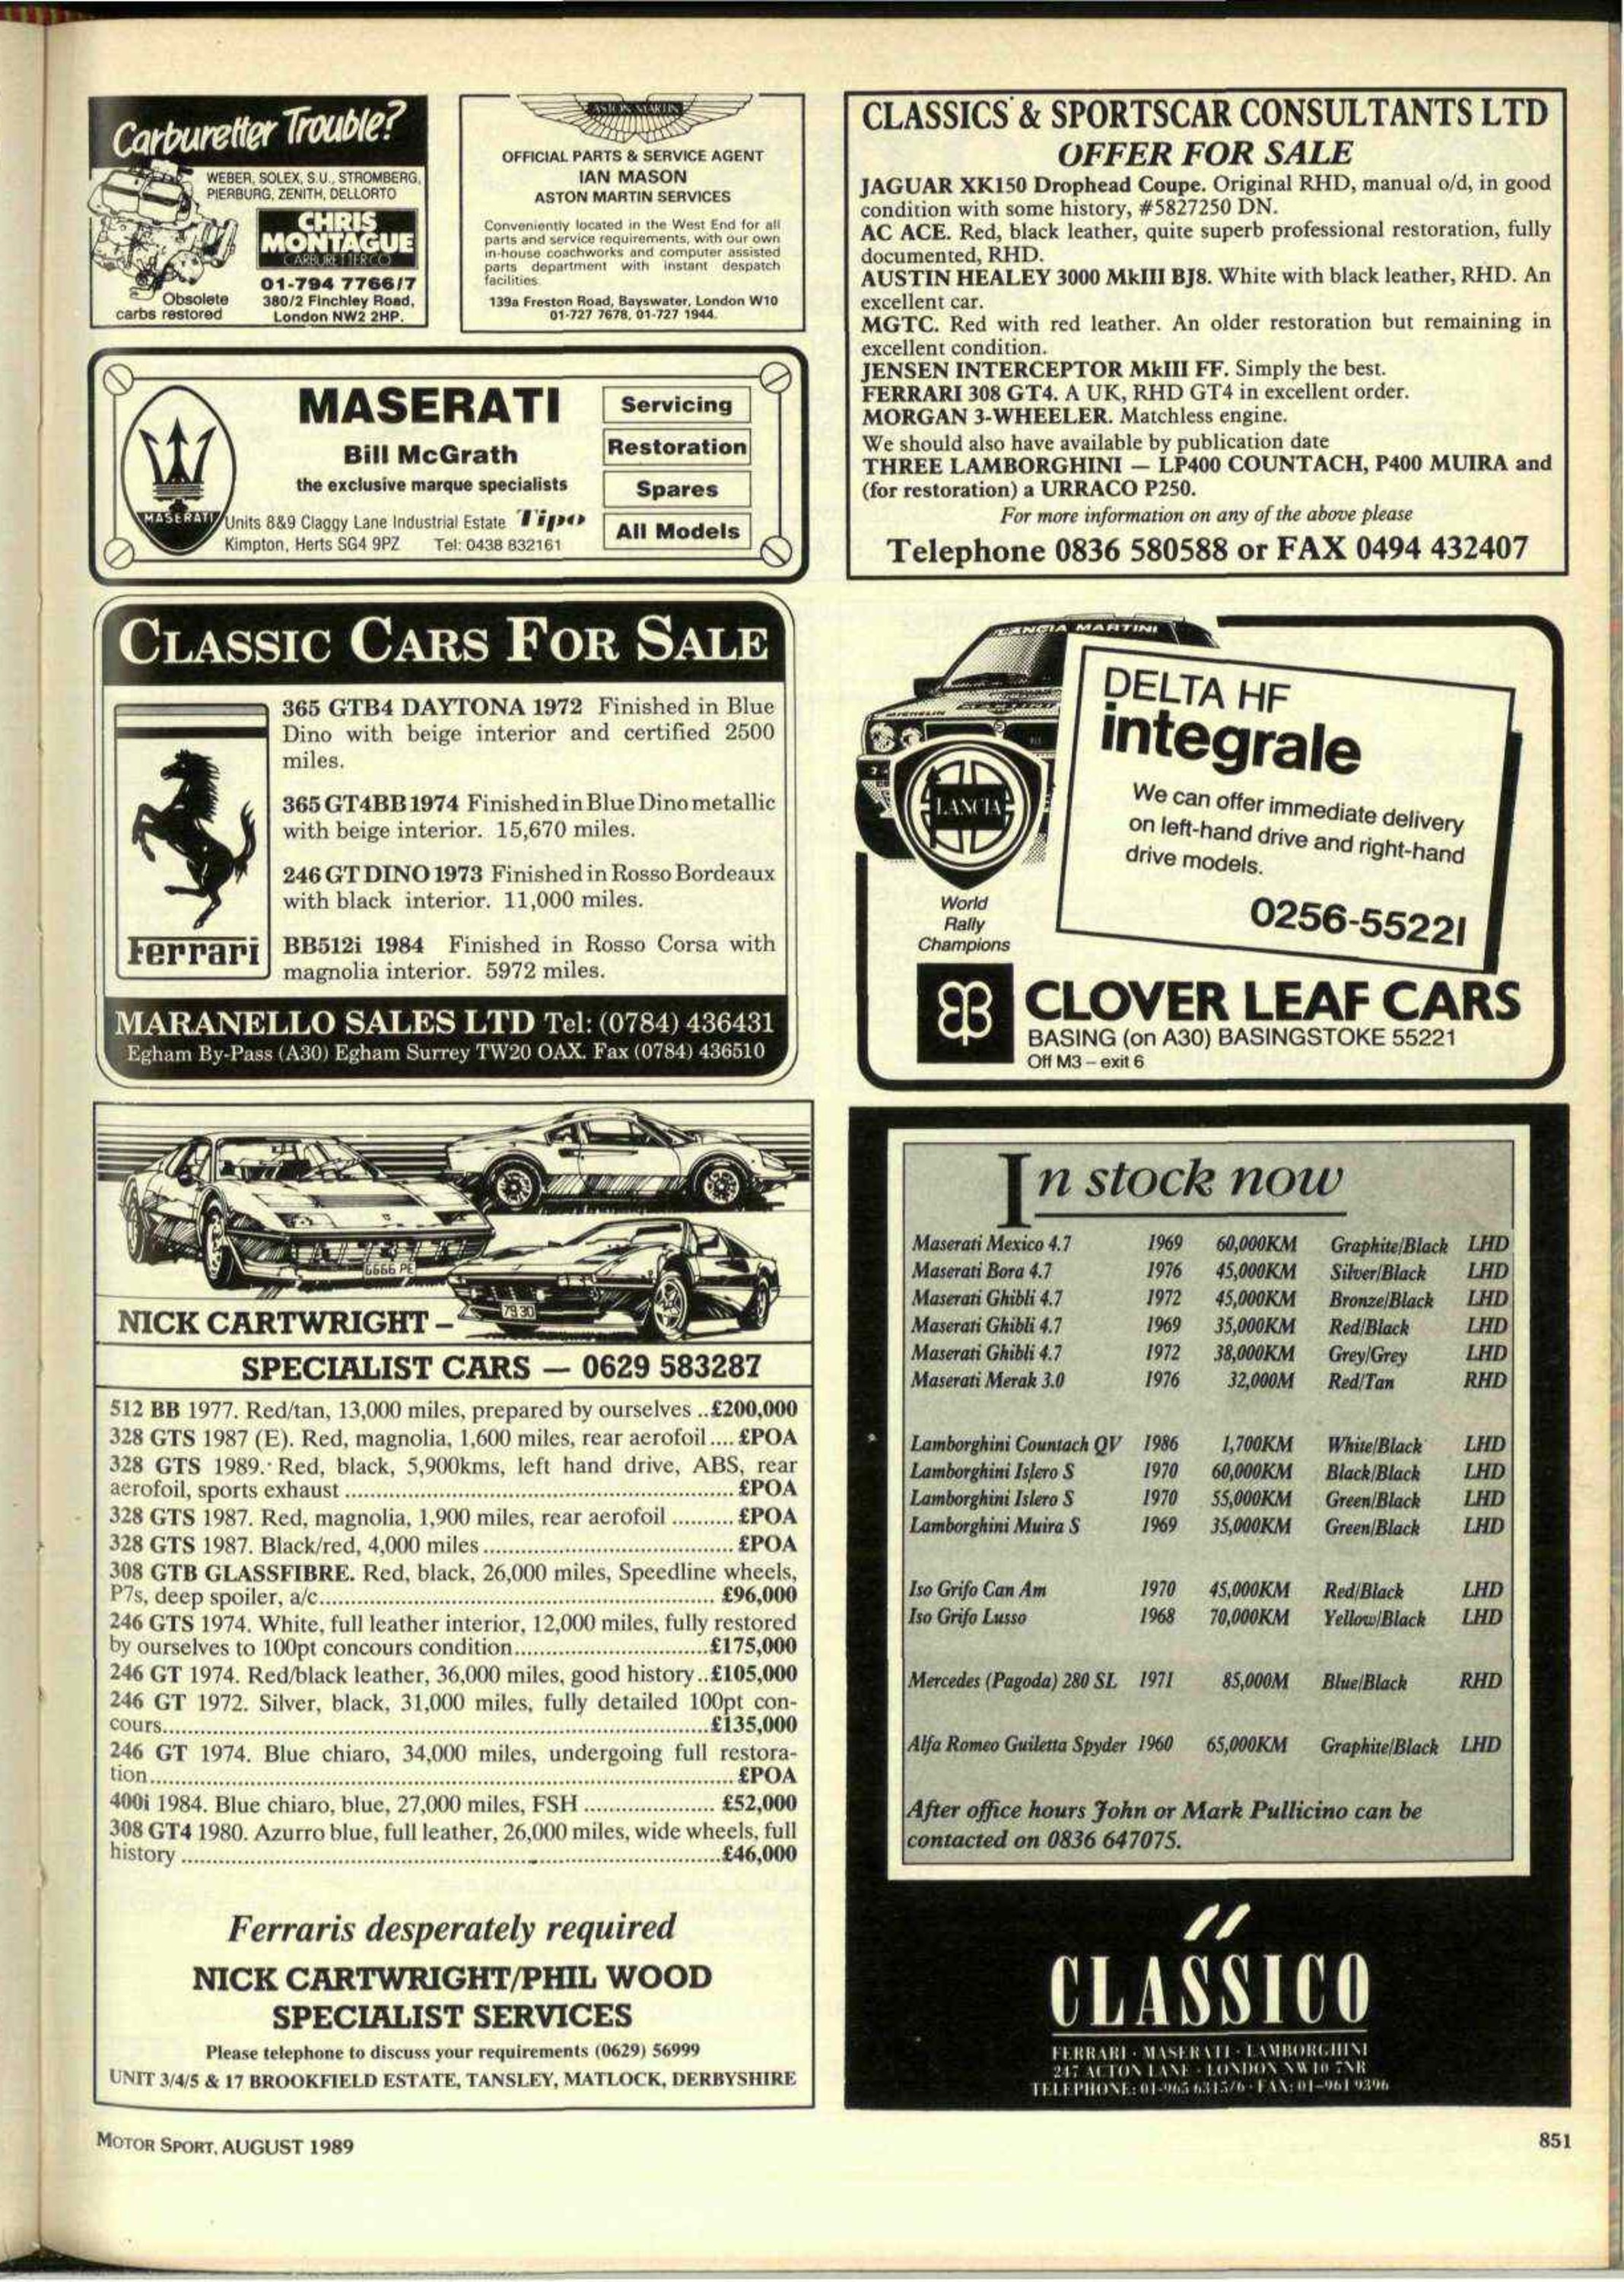 Carburetter Trouble?
WEBER, SOLEX, S.U., STROMBERG,
PIERBURG, ZENITH, DELLORTO
CHRIS
MONTAGUE
CARBURETTER CO
01-794 7766/7
Obsolete
carbs restored
380/2 Finchley Road,
London NW2 2HP.
ASTON MARTIN
OFFICIAL PARTS & SERVICE AGENT
IAN MASON
ASTON MARTIN SERVICES
Conveniently located in the West End for all
parts and service requirements, with our own
in-house coachworks and computer assisted
parts department with instant despatch
facilities.
139a Freston Road, Bayswater, London W10
01-727 7678, 01-727 1944.
MASERATI
Bill McGrath
the exclusive marque specialists
MASERATI
Units 8&9 Claggy Lane Industrial Estate Tipo
Kimpton, Herts SG4 9PZ Tel: 0438 832161
Servicing
Restoration
Spares
All Models
CLASSIC CARS FOR SALE
365 GTB4 DAYTONA 1972 Finished in Blue
Dino with beige interior and certified 2500
miles.
365 GT4BB 1974 Finished in Blue Dino metallic
with beige interior. 15,670 miles.
246 GT DINO 1973 Finished in Rosso Bordeaux
with black interior. 11,000 miles.
BB512i 1984 Finished in Rosso Corsa with
magnolia interior. 5972 miles.
Ferrari
MARANELLO SALES LTD Tel: (0784) 436431
Egham By-Pass (A30) Egham Surrey TW20 OAX. Fax (0784) 436510
6666 PE
79 30
NICK CARTWRIGHT –
SPECIALIST CARS — 0629 583287
512 BB 1977. Red/tan, 13,000 miles, prepared by ourselves ..£200,000
328 GTS 1987 (E). Red, magnolia, 1,600 miles, rear aerofoil .... £POA
328 GTS 1989. Red, black, 5,900kms, left hand drive, ABS, rear
aerofoil, sports exhaust ........ £POA
328 GTS 1987. Red, magnolia, 1,900 miles, rear aerofoil .......... £POA
328 GTS 1987. Black/red, 4,000 miles ........ £POA
308 GTB GLASSFIBRE. Red, black, 26,000 miles, Speedline wheels,
P7s, deep spoiler, a/c........ £96,000
246 GTS 1974. White, full leather interior, 12,000 miles, fully restored
by ourselves to 100pt concours condition........ £175,000
246 GT 1974. Red/black leather, 36,000 miles, good history ..£105,000
246 GT 1972. Silver, black, 31,000 miles, fully detailed 100pt con-
cours........ £135,000
246 GT 1974. Blue chiaro, 34,000 miles, undergoing full restora-
tion ........ £POA
400i 1984. Blue chiaro, blue, 27,000 miles, FSH ........ £52,000
308 GT4 1980. Azurro blue, full leather, 26,000 miles, wide wheels, full
history ........ £46,000
Ferraris desperately required
NICK CARTWRIGHT/PHIL WOOD
SPECIALIST SERVICES
Please telephone to discuss your requirements (0629) 56999
UNIT 3/4/5 & 17 BROOKFIELD ESTATE, TANSLEY, MATLOCK, DERBYSHIRE
CLASSICS & SPORTSCAR CONSULTANTS LTD
OFFER FOR SALE
JAGUAR XK150 Drophead Coupe. Original RHD, manual o/d, in good
condition with some history, #5827250 DN.
AC ACE. Red, black leather, quite superb professional restoration, fully
documented, RHD.
AUSTIN HEALEY 3000 MkIII BJ8. White with black leather, RHD. An
excellent car.
MGTC. Red with red leather. An older restoration but remaining in
excellent condition.
JENSEN INTERCEPTOR MkIII FF. Simply the best.
FERRARI 308 GT4. A UK, RHD GT4 in excellent order.
MORGAN 3-WHEELER. Matchless engine.
We should also have available by publication date
THREE LAMBORGHINI — LP400 COUNTACH, P400 MUIRA and
(for restoration) a URRACO P250.
For more information on any of the above please
Telephone 0836 580588 or FAX 0494 432407
LANCIA MARTINI
MICHELIN
LANCIA
DELTA HF
integrale
We can offer immediate delivery
on left-hand drive and right-hand
drive models.
0256-55221
World
Rally
Champions
CLOVER LEAF CARS
BASING (on A30) BASINGSTOKE 55221
Off M3 – exit 6
In stock now
Maserati Mexico 4.7 1969 60,000KM Graphite/Black LHD
Maserati Bora 4.7 1976 45,000KM Silver/Black LHD
Maserati Ghibli 4.7 1972 45,000KM Bronze/Black LHD
Maserati Ghibli 4.7 1969 35,000KM Red/Black LHD
Maserati Ghibli 4.7 1972 38,000KM Grey/Grey LHD
Maserati Merak 3.0 1976 32,000M Red/Tan RHD
Lamborghini Countach QV 1986 1,700KM White/Black LHD
Lamborghini Islero S 1970 60,000KM Black/Black LHD
Lamborghini Islero S 1970 55,000KM Green/Black LHD
Lamborghini Muira S 1969 35,000KM Green/Black LHD
Iso Grifo Can Am 1970 45,000KM Red/Black LHD
Iso Grifo Lusso 1968 70,000KM Yellow/Black LHD
Mercedes (Pagoda) 280 SL 1971 85,000M Blue/Black RHD
Alfa Romeo Guiletta Spyder 1960 65,000KM Graphite/Black LHD
After office hours John or Mark Pullicino can be
contacted on 0836 647075.
CLASSICO
FERRARI · MASERATI · LAMBORGHINI
247 ACTON LANE · LONDON NW10 7NR
TELEPHONE: 01-965 6315/6 · FAX: 01-961 9396
MOTOR SPORT, AUGUST 1989
851